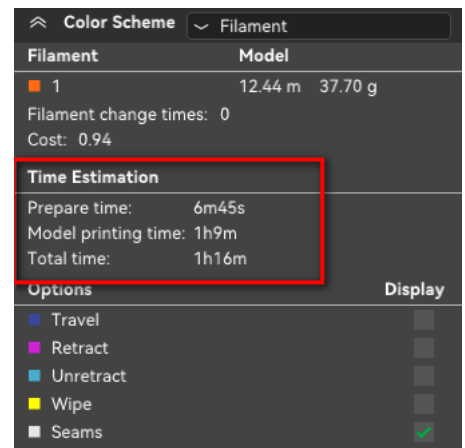 Color Scheme Filament
Filament Model
1 12.44 m 37.70 g
Filament change times: 0
Cost: 0.94
Time Estimation
Prepare time: 6m45s
Model printing time: 1h9m
Total time: 1h16m
Options Display
Travel
Retract
Unretract
Wipe
Seams